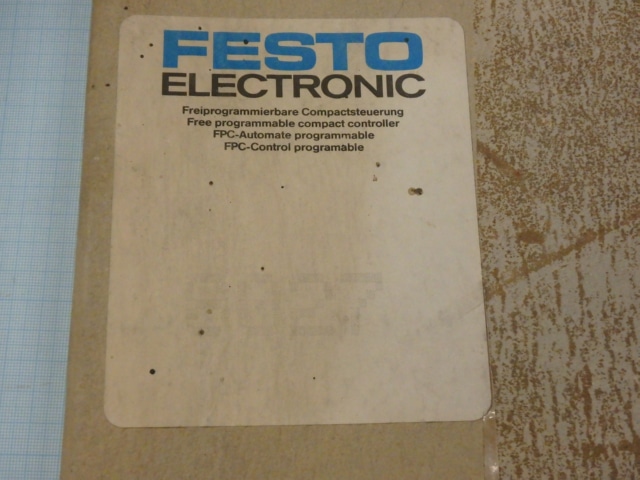 FESTO
ELECTRONIC
Freiprogrammierbare Compactsteuerung
Free programmable compact controller
FPC-Automate programmable
FPC-Control programable